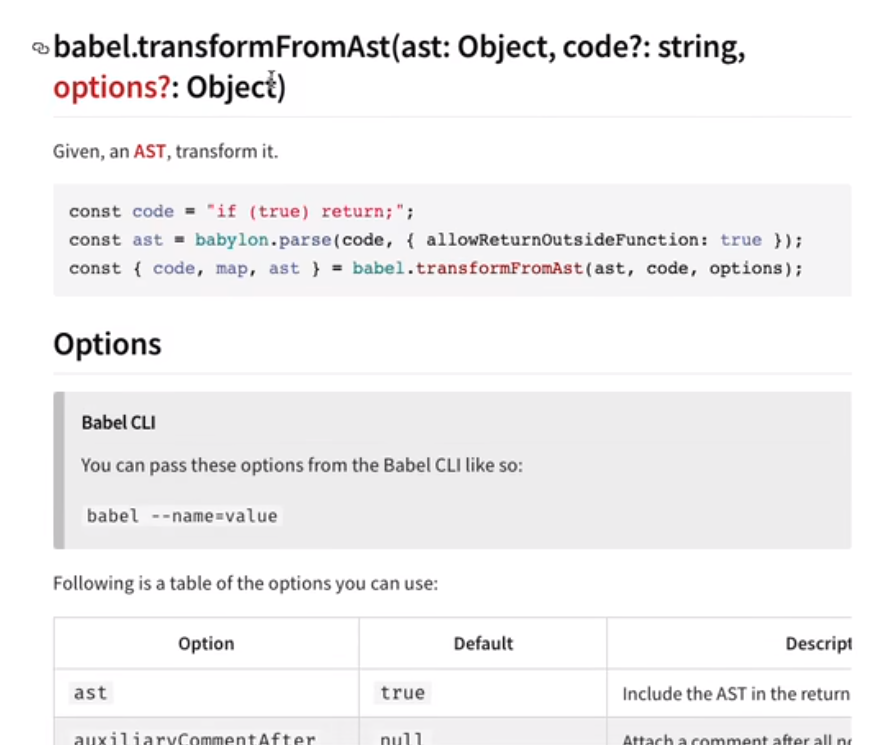 babel.transformFromAst(ast: Object, code?: string,
options?: Object)
Given, an AST, transform it.
const code = "if (true) return;";
const ast = babylon.parse(code, { allowReturnOutsideFunction: true });
const { code, map, ast } = babel.transformFromAst(ast, code, options);
Options
Babel CLI
You can pass these options from the Babel CLI like so:
babel --name=value
Following is a table of the options you can use:
Option Default Descript
ast true Include the AST in the return
auxiliaryCommentAfter null Attach a comment after all